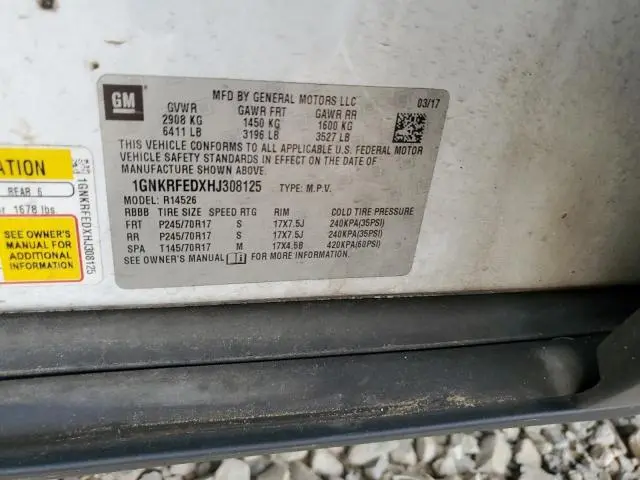 GM
MFD BY GENERAL MOTORS LLC
03/17
GVWR GAWR FRT GAWR RR
2908 KG 1450 KG 1600 KG
6411 LB 3196 LB 3527 LB
THIS VEHICLE CONFORMS TO ALL APPLICABLE U.S. FEDERAL MOTOR
VEHICLE SAFETY STANDARDS IN EFFECT ON THE DATE OF
MANUFACTURE SHOWN ABOVE.
1GNKRFEDXHJ308125 TYPE: M.P.V.
MODEL: R14526
RBBB TIRE SIZE SPEED RTG RIM COLD TIRE PRESSURE
FRT P245/70R17 S 17X7.5J 240KPA(35PSI)
RR P245/70R17 S 17X7.5J 240KPA(35PSI)
SPA T145/70R17 M 17X4.5B 420KPA(60PSI)
SEE OWNER'S MANUAL FOR MORE INFORMATION.
ATION
REAR 6
1678 lbs
SEE OWNER'S
MANUAL FOR
ADDITIONAL
INFORMATION
1GNKRFEDXHJ308125